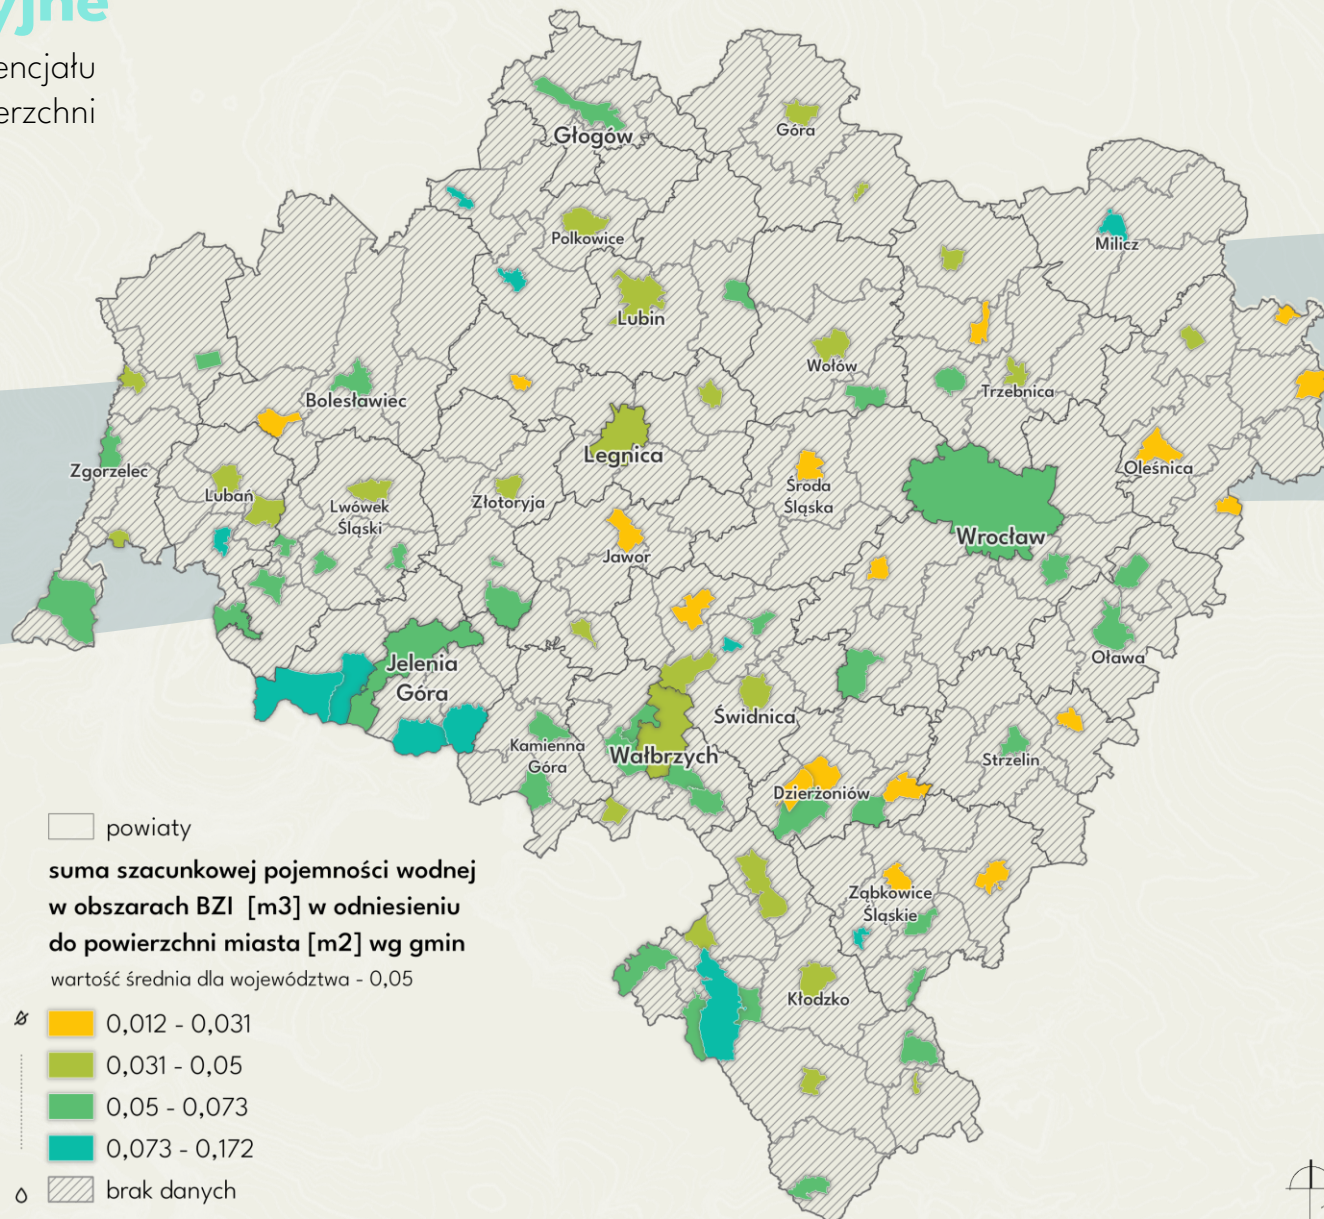 yjne
encjału
erzchni
Głogów
Góra
Polkowice
Milicz
Lubin
Wołów
Trzebnica
Bolesławiec
Legnica
Zgorzelec
Lubań
Lwówek
Śląski
Złotoryja
Środa
Śląska
Oleśnica
Wrocław
Jawor
Oława
Jelenia
Góra
Świdnica
Kamienna
Góra
Wałbrzych
Strzelin
Dzierżoniów
Ząbkowice
Śląskie
Kłodzko
powiaty
suma szacunkowej pojemności wodnej
w obszarach BZI [m3] w odniesieniu
do powierzchni miasta [m2] wg gmin
wartość średnia dla województwa - 0,05
0,012 - 0,031
0,031 - 0,05
0,05 - 0,073
0,073 - 0,172
brak danych